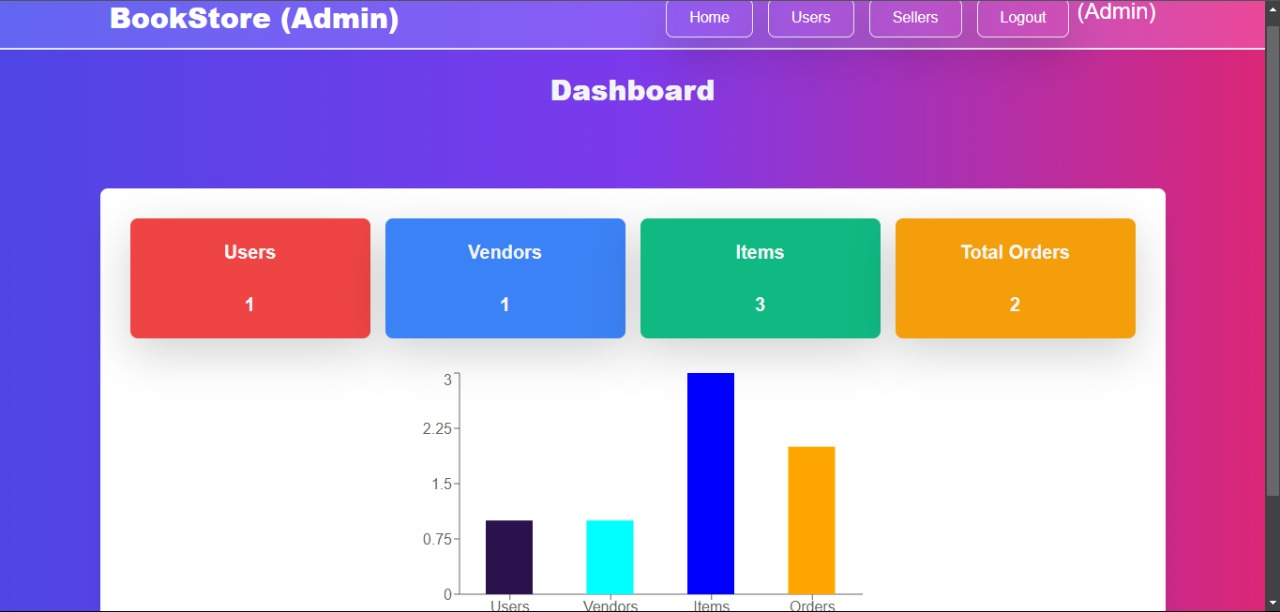 BookStore (Admin)
Home Users Sellers Logout (Admin)
Dashboard
Users Vendors Items Total Orders
1 1 3 2
3
2.25
1.5
0.75
0
Users Vendors Items Orders